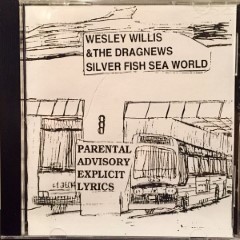 WESLEY WILLIS
&THE DRAGNEWS
SILVER FISH SEA WORLD
PARENTAL
ADVISORY
EXPLICIT
LYRICS